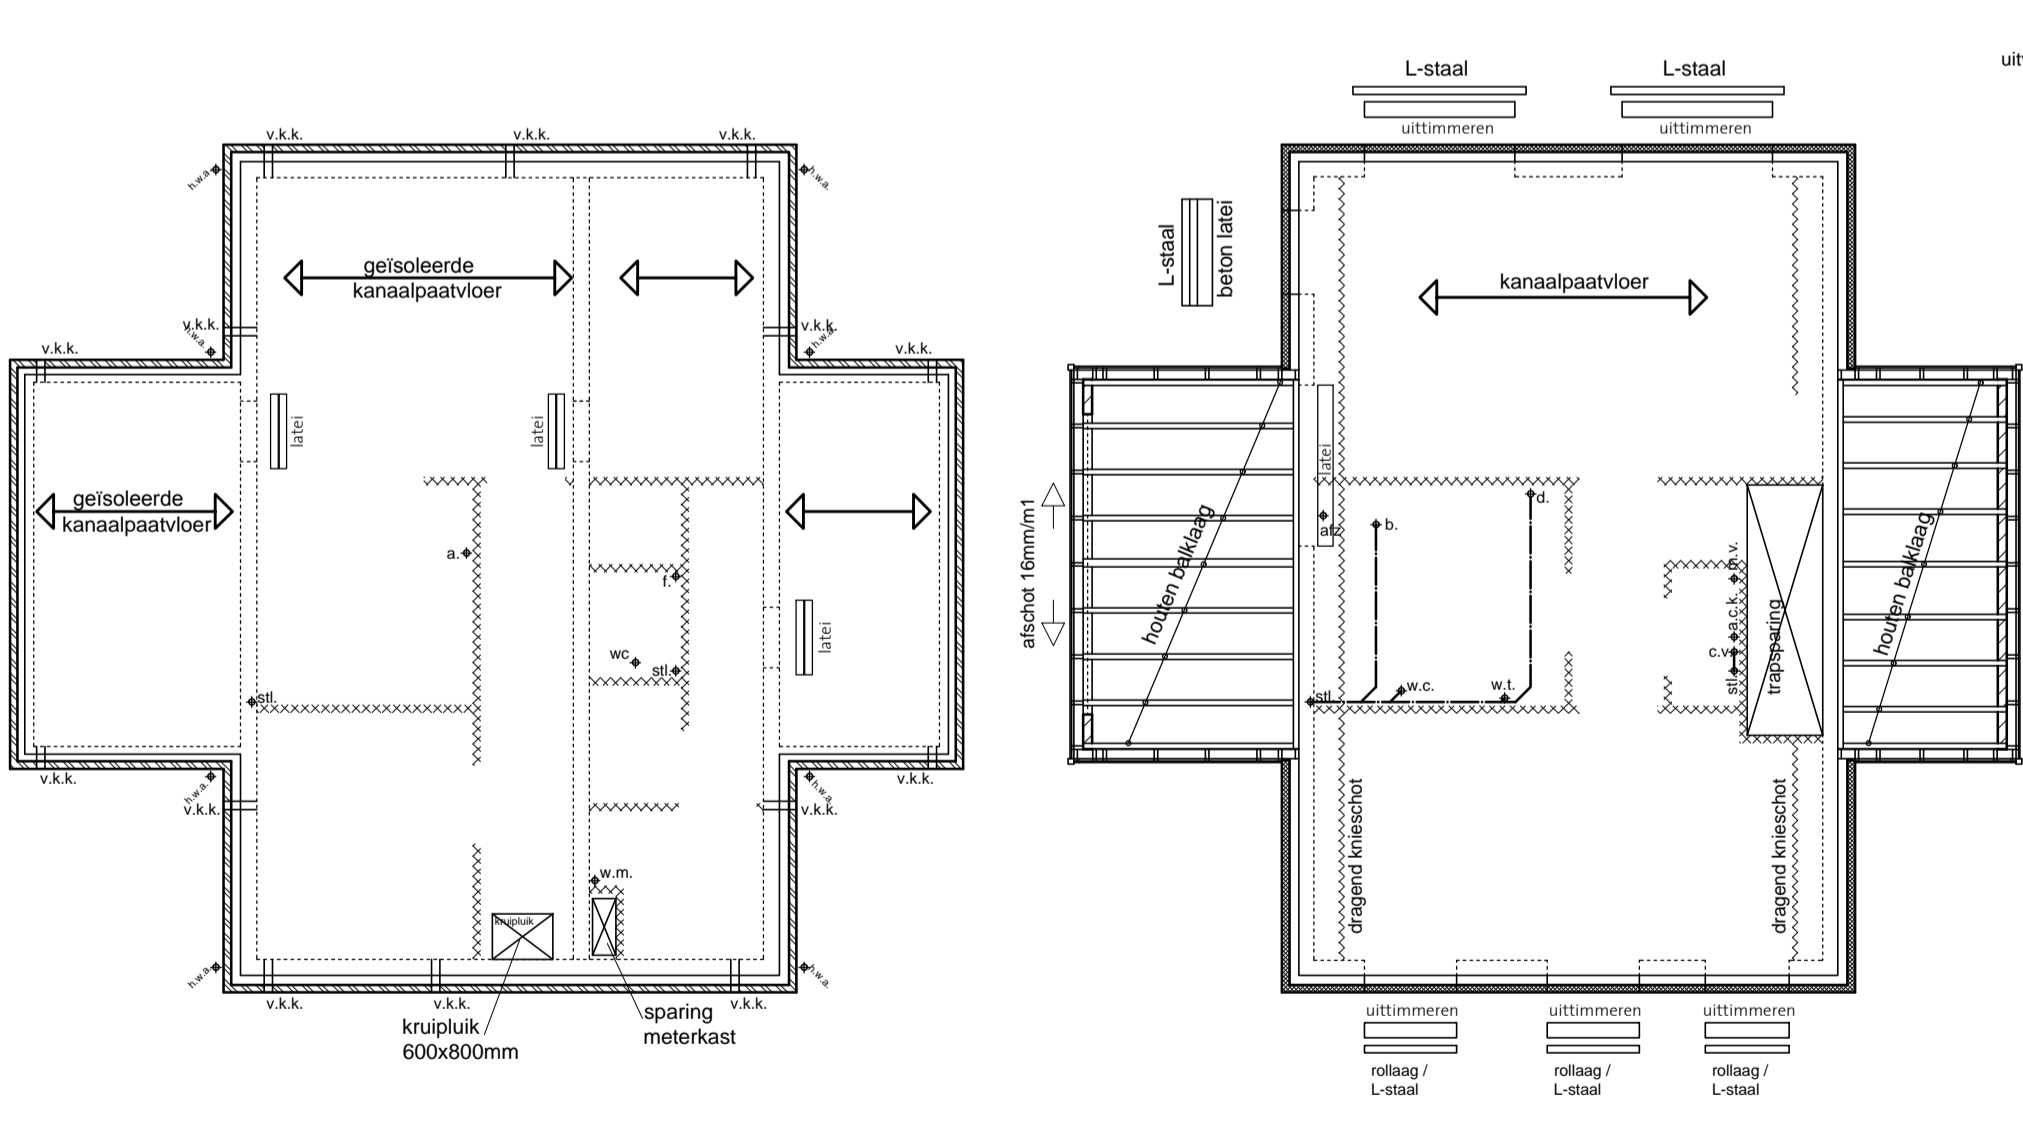 v.k.k.
v.k.k.
v.k.k.
h.w.a.
h.w.a.
geïsoleerde
kanaalpaatvloer
v.k.k.
h.w.a.
v.k.k.
h.w.a.
v.k.k.
v.k.k.
latei
latei
geïsoleerde
kanaalpaatvloer
a.
f.
latei
wc
stl.
stl.
v.k.k.
h.w.a.
v.k.k.
h.w.a.
v.k.k.
v.k.k.
w.m.
kruipluik
h.w.a.
h.w.a.
v.k.k.
v.k.k.
v.k.k.
kruipluik
600x800mm
sparing
meterkast
L-staal
L-staal
uit
uittimmeren
uittimmeren
L-staal
beton latei
kanaalpaatvloer
latei
afz
b.
d.
afschot 16mm/m1
houten balklaag
houten balklaag
m.v.
a.c.k.
c.v.
stl.
trapsparing
stl.
w.c.
w.t.
dragend knieschot
dragend knieschot
uittimmeren
uittimmeren
uittimmeren
rollaag /
L-staal
rollaag /
L-staal
rollaag /
L-staal